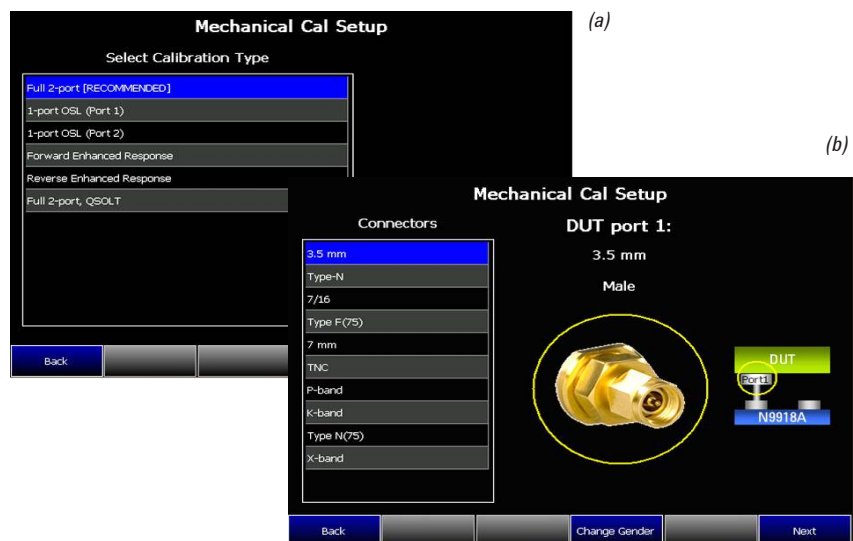 Mechanical Cal Setup
(a)
Select Calibration Type
Full 2-port [RECOMMENDED]
1-port OSL (Port 1)
1-port OSL (Port 2)
Forward Enhanced Response
Reverse Enhanced Response
Full 2-port, QSOLT
Back
(b)
Mechanical Cal Setup
Connectors
3.5 mm
Type-N
7/16
Type F(75)
7 mm
TNC
P-band
K-band
Type N(75)
X-band
DUT port 1:
3.5 mm
Male
DUT
Port1
N9918A
Back
Change Gender
Next